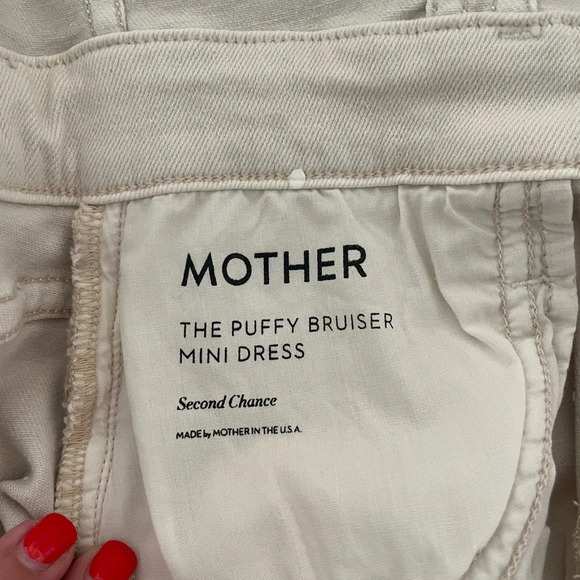 MOTHER
THE PUFFY BRUISER
MINI DRESS
Second Chance
MADE by MOTHER IN THE U.S.A.